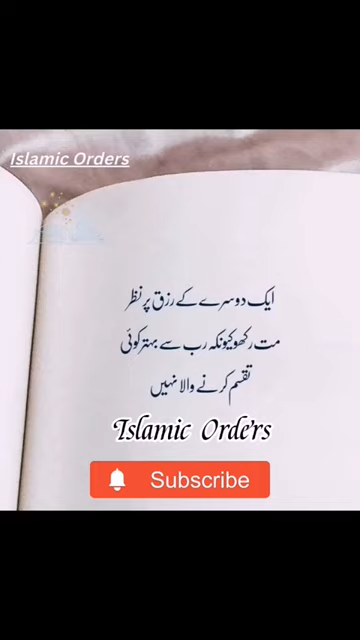 Islamic Orders
ایک دوسرے کے رزق پر نظر
مت رکھو کیونکہ رب سے بہتر کوئی
تقسیم کرنے والا نہیں
Islamic Orders
Subscribe